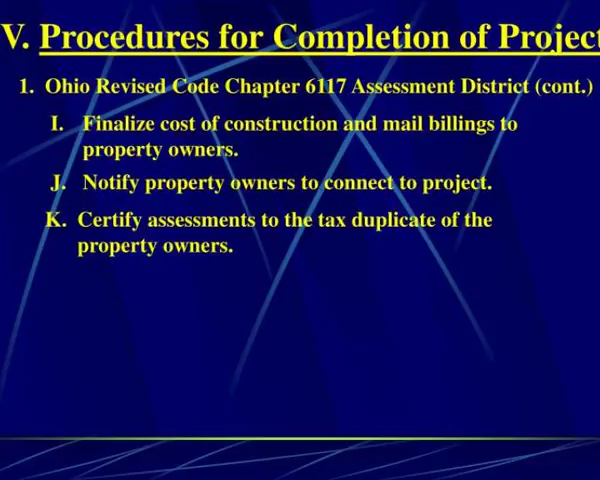 V. Procedures for Completion of Project
1. Ohio Revised Code Chapter 6117 Assessment District (cont.)
I. Finalize cost of construction and mail billings to
property owners.
J. Notify property owners to connect to project.
K. Certify assessments to the tax duplicate of the
property owners.